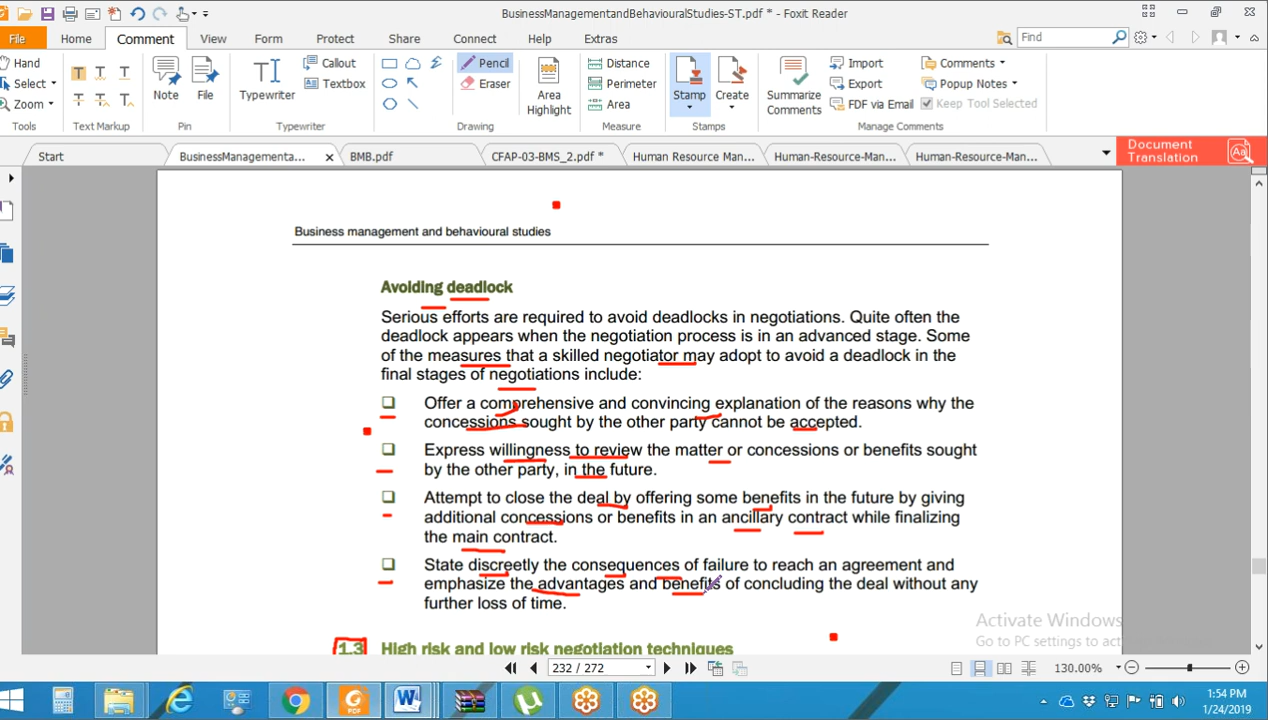 BusinessManagementandBehaviouralStudies-ST.pdf * - Foxit Reader
File Home Comment View Form Protect Share Connect Help Extras Find
Hand Select Zoom Tools
Text Markup
Note File Pin
Typewriter Callout Textbox Typewriter
Pencil Eraser Area Highlight Drawing
Distance Perimeter Area Measure
Stamp Create Stamps
Summarize Comments Import Export FDF via Email Comments Popup Notes Keep Tool Selected Manage Comments
Start BusinessManagementa... BMB.pdf CFAP-03-BMS_2.pdf * Human Resource Man... Human-Resource-Man... Human-Resource-Man...
Document Translation
Business management and behavioural studies
Avoiding deadlock
Serious efforts are required to avoid deadlocks in negotiations. Quite often the
deadlock appears when the negotiation process is in an advanced stage. Some
of the measures that a skilled negotiator may adopt to avoid a deadlock in the
final stages of negotiations include:
Offer a comprehensive and convincing explanation of the reasons why the
concessions sought by the other party cannot be accepted.
Express willingness to review the matter or concessions or benefits sought
by the other party, in the future.
Attempt to close the deal by offering some benefits in the future by giving
additional concessions or benefits in an ancillary contract while finalizing
the main contract.
State discreetly the consequences of failure to reach an agreement and
emphasize the advantages and benefits of concluding the deal without any
further loss of time.
1.3 High risk and low risk negotiation techniques
Activate Windows
Go to PC settings to act
232 / 272
130.00%
1:54 PM
1/24/2019